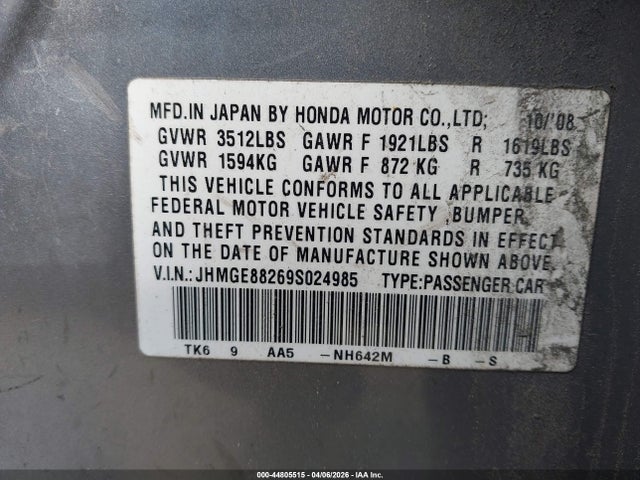 MFD.IN JAPAN BY HONDA MOTOR CO.,LTD; 10/'08
GVWR 3512LBS GAWR F 1921LBS R 1619LBS
GVWR 1594KG GAWR F 872 KG R 735 KG
THIS VEHICLE CONFORMS TO ALL APPLICABLE
FEDERAL MOTOR VEHICLE SAFETY, BUMPER,
AND THEFT PREVENTION STANDARDS IN EFFECT
ON THE DATE OF MANUFACTURE SHOWN ABOVE.
V.I.N.: JHMGE88269S024985 TYPE:PASSENGER CAR
TK6 9 AA5 -NH642M -B -S
000-44805515 - 04/06/2026 - IAA Inc.